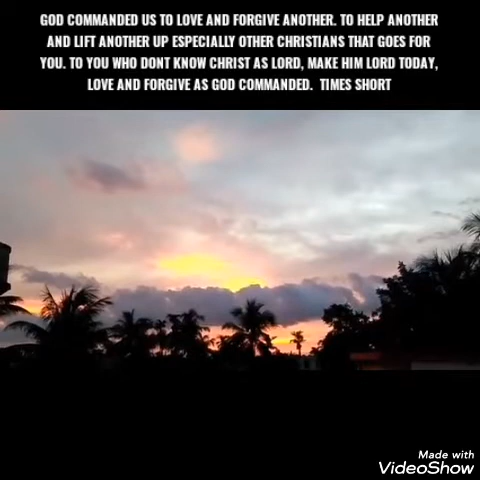 GOD COMMANDED US TO LOVE AND FORGIVE ANOTHER. TO HELP ANOTHER
AND LIFT ANOTHER UP ESPECIALLY OTHER CHRISTIANS THAT GOES FOR
YOU. TO YOU WHO DONT KNOW CHRIST AS LORD, MAKE HIM LORD TODAY,
LOVE AND FORGIVE AS GOD COMMANDED. TIMES SHORT
Made with
VideoShow